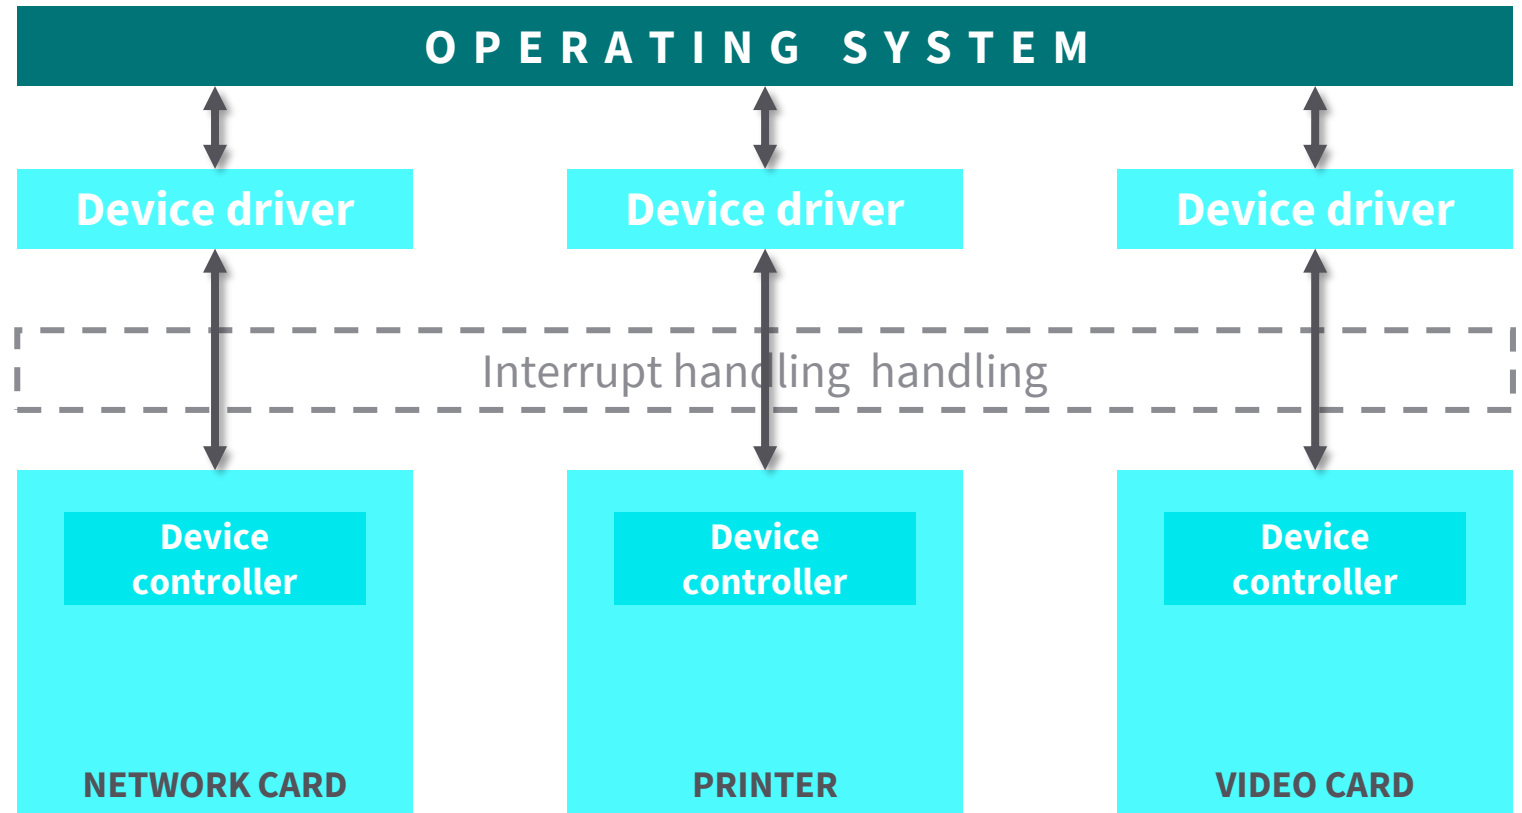 OPERATING SYSTEM
Device driver
Device driver
Device driver
Interrupt handling  handling
Device
controller
Device
controller
Device
controller
NETWORK CARD
PRINTER
VIDEO CARD